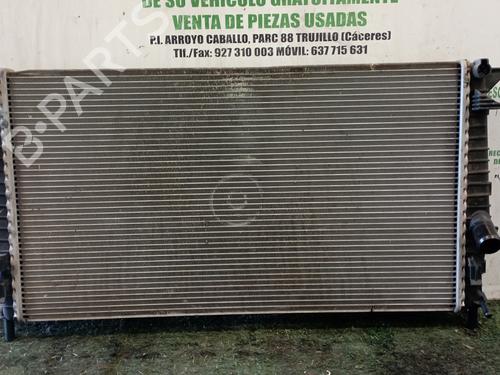 DE SU VEHICULO GRATUITAMENTE
VENTA DE PIEZAS USADAS
P.I. ARROYO CABALLO, PARC 88 TRUJILLO (Cáceres)
Tlf./Fax: 927 310 003 MÓVIL: 637 715 631
B-PARTS